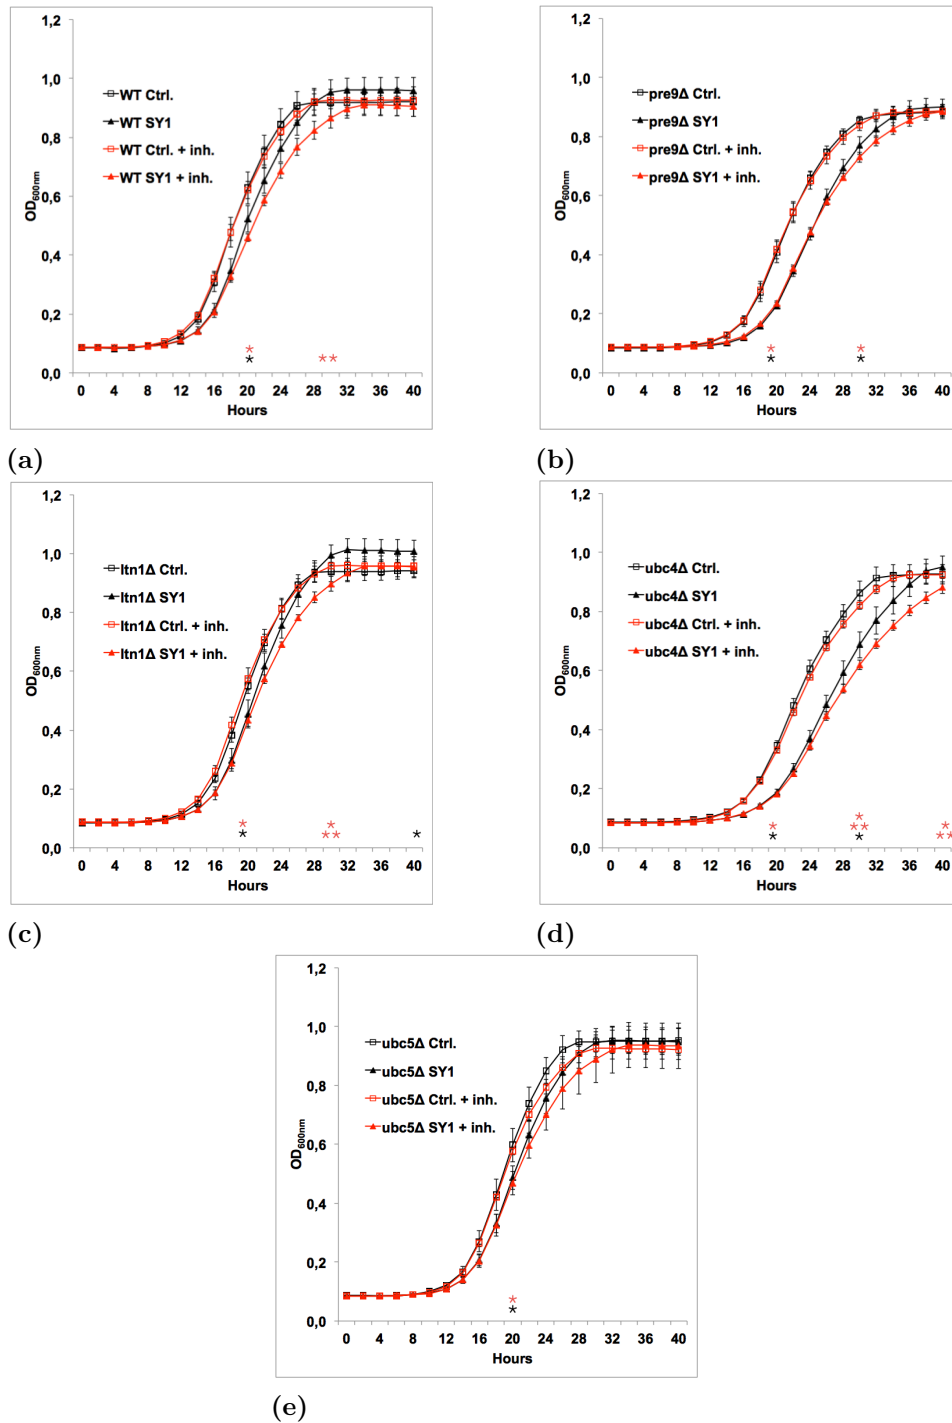 1,2
1,0
0,8
0,6
0,4
0,2
0,0
OD600nm
WT Ctrl.
WT SY1
WT Ctrl. + inh.
WT SY1 + inh.
*
*
**
0 4 8 12 16 20 24 28 32 36 40
Hours
(a)
1,2
1,0
0,8
0,6
0,4
0,2
0,0
OD600nm
pre9Δ Ctrl.
pre9Δ SY1
pre9Δ Ctrl. + inh.
pre9Δ SY1 + inh.
* *
* *
0 4 8 12 16 20 24 28 32 36 40
Hours
(b)
1,2
1,0
0,8
0,6
0,4
0,2
0,0
OD600nm
ltn1Δ Ctrl.
ltn1Δ SY1
ltn1Δ Ctrl. + inh.
ltn1Δ SY1 + inh.
* *
* ** *
0 4 8 12 16 20 24 28 32 36 40
Hours
(c)
1,2
1,0
0,8
0,6
0,4
0,2
0,0
OD600nm
ubc4Δ Ctrl.
ubc4Δ SY1
ubc4Δ Ctrl. + inh.
ubc4Δ SY1 + inh.
*
* ** *
* * **
0 4 8 12 16 20 24 28 32 36 40
Hours
(d)
1,2
1,0
0,8
0,6
0,4
0,2
0,0
OD600nm
ubc5Δ Ctrl.
ubc5Δ SY1
ubc5Δ Ctrl. + inh.
ubc5Δ SY1 + inh.
*
*
0 4 8 12 16 20 24 28 32 36 40
Hours
(e)